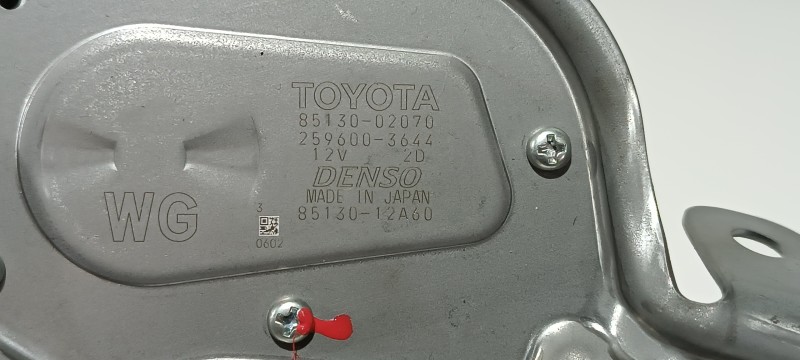 TOYOTA
85130-02070
259600-3644
12V 2D
DENSO
MADE IN JAPAN
85130-12A60
WG
3
0602